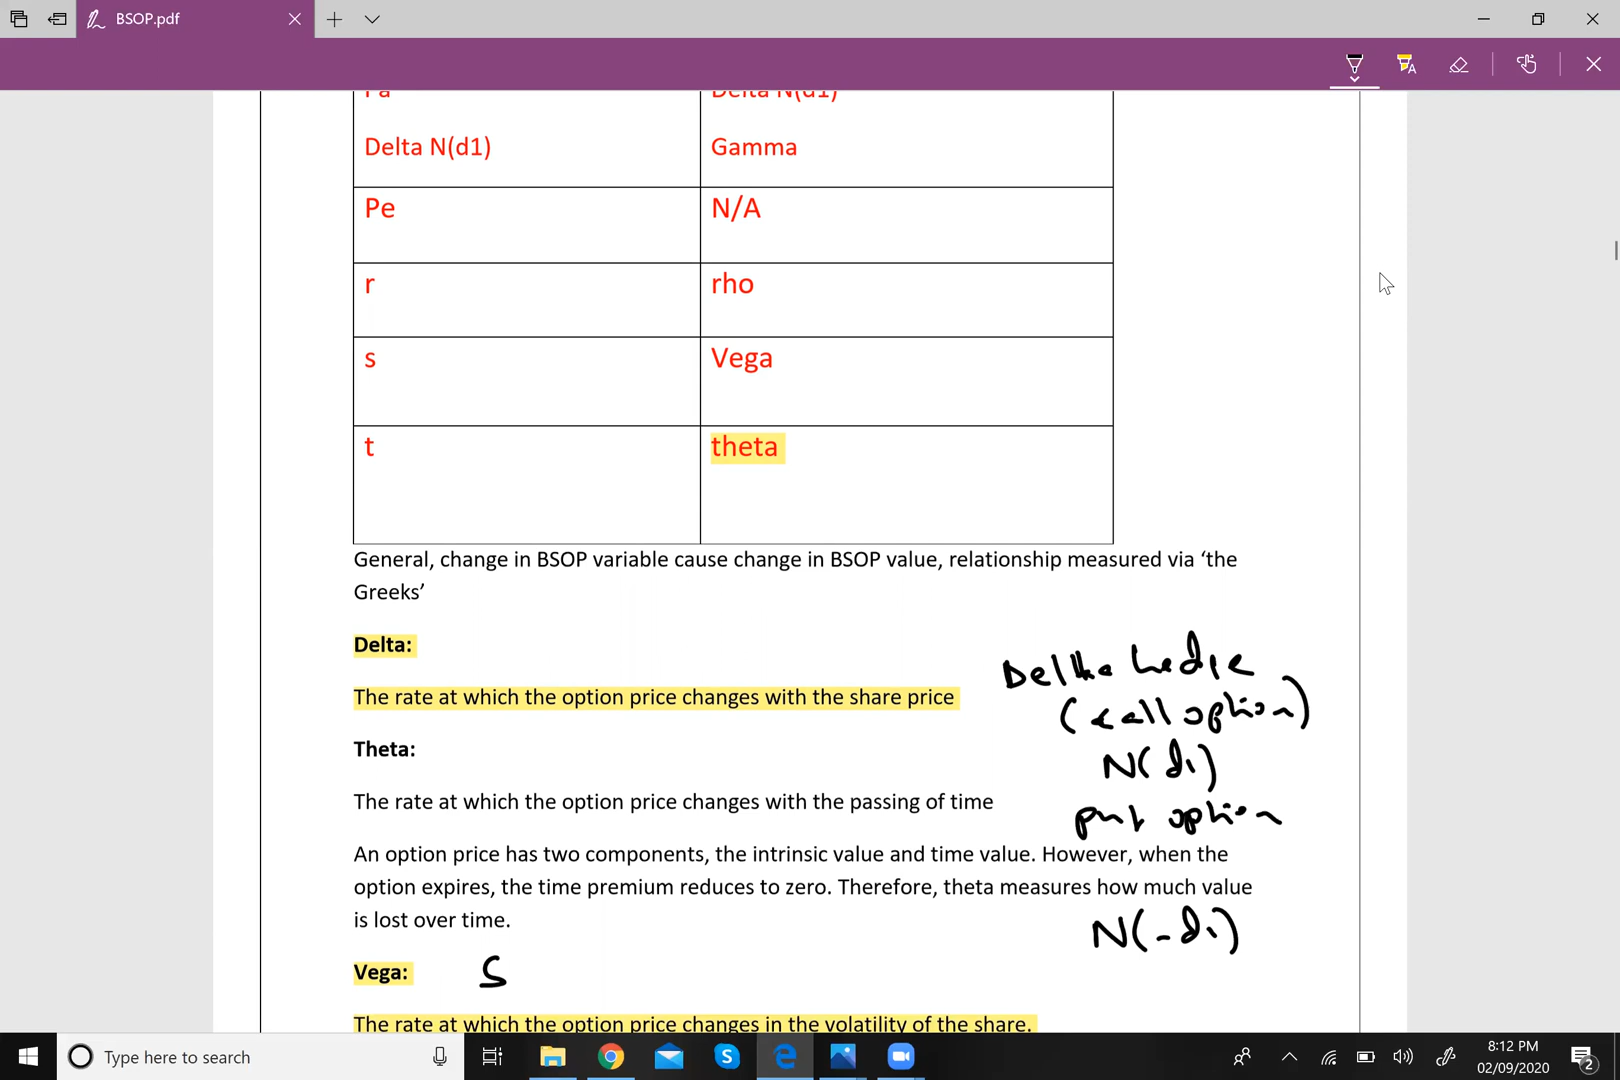 BSOP.pdf
Delta N(d1)
Delta N(d1)
Gamma
Pe
N/A
r
rho
s
Vega
t
theta
General, change in BSOP variable cause change in BSOP value, relationship measured via ‘the
Greeks’
Delta:
The rate at which the option price changes with the share price
Theta:
The rate at which the option price changes with the passing of time
An option price has two components, the intrinsic value and time value. However, when the
option expires, the time premium reduces to zero. Therefore, theta measures how much value
is lost over time.
Vega:
S
The rate at which the option price changes in the volatility of the share.
Delta hedge
(call option)
N(d1)
put option
N(-d1)
Type here to search
8:12 PM
02/09/2020
2